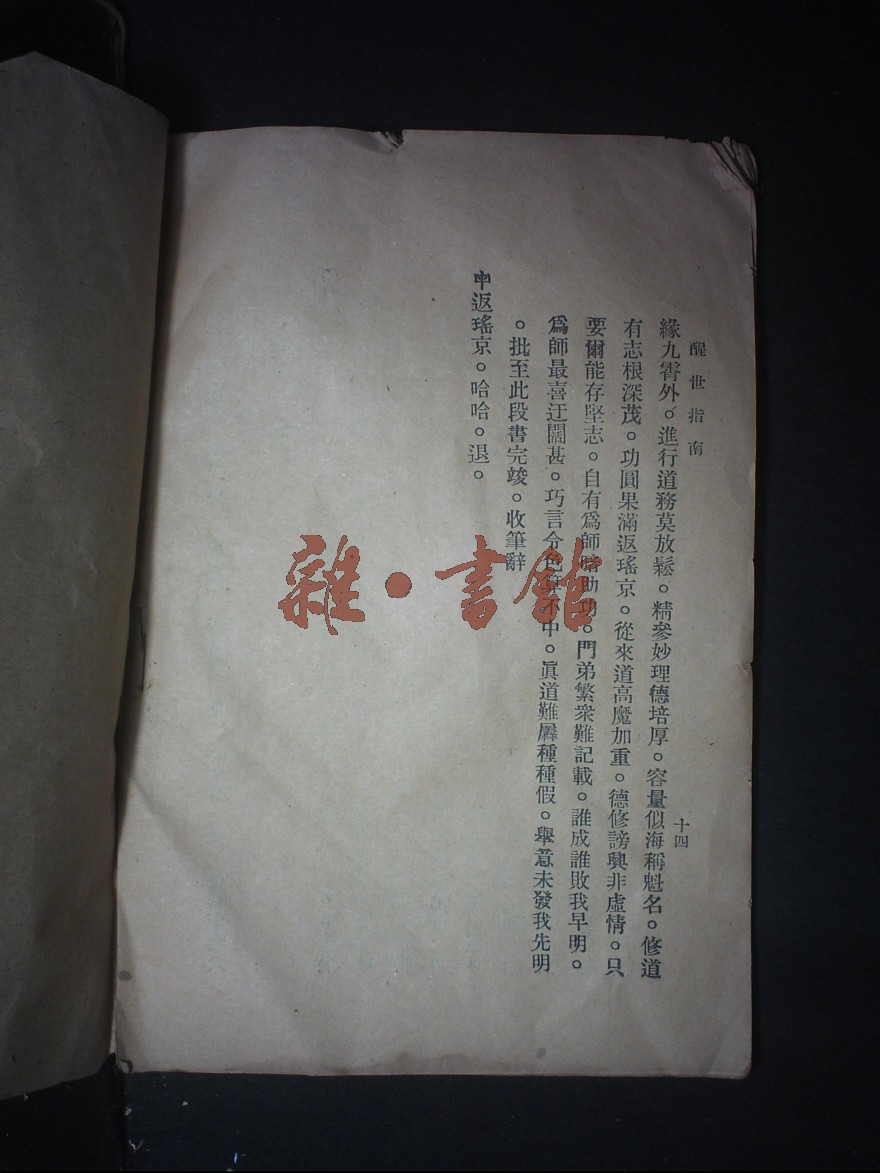 醒世指南
十四
緣九霄外。進行道務莫放鬆。精參妙理德培厚。容量似海稱魁名。修道
有志根深茂。功圓果滿返瑤京。從來道高魔加重。德修謗興非虛情。只
要爾能存堅志。自有爲師暗助功。門弟繁衆難記載。誰成誰敗我早明。
爲師最喜迂闊甚。巧言令色算不中。眞道難屬種種假。舉意未發我先明
。批至此段書完竣。收筆辭
申返瑤京。哈哈。退。
雜·書館